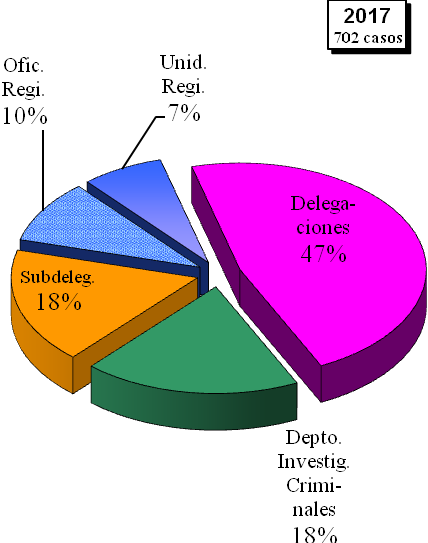 2017
702 casos
Ofic.
Regi.
10%
Unid.
Regi.
7%
Delega-
ciones
47%
Subdeleg.
18%
Depto.
Investig.
Crimi-
nales
18%